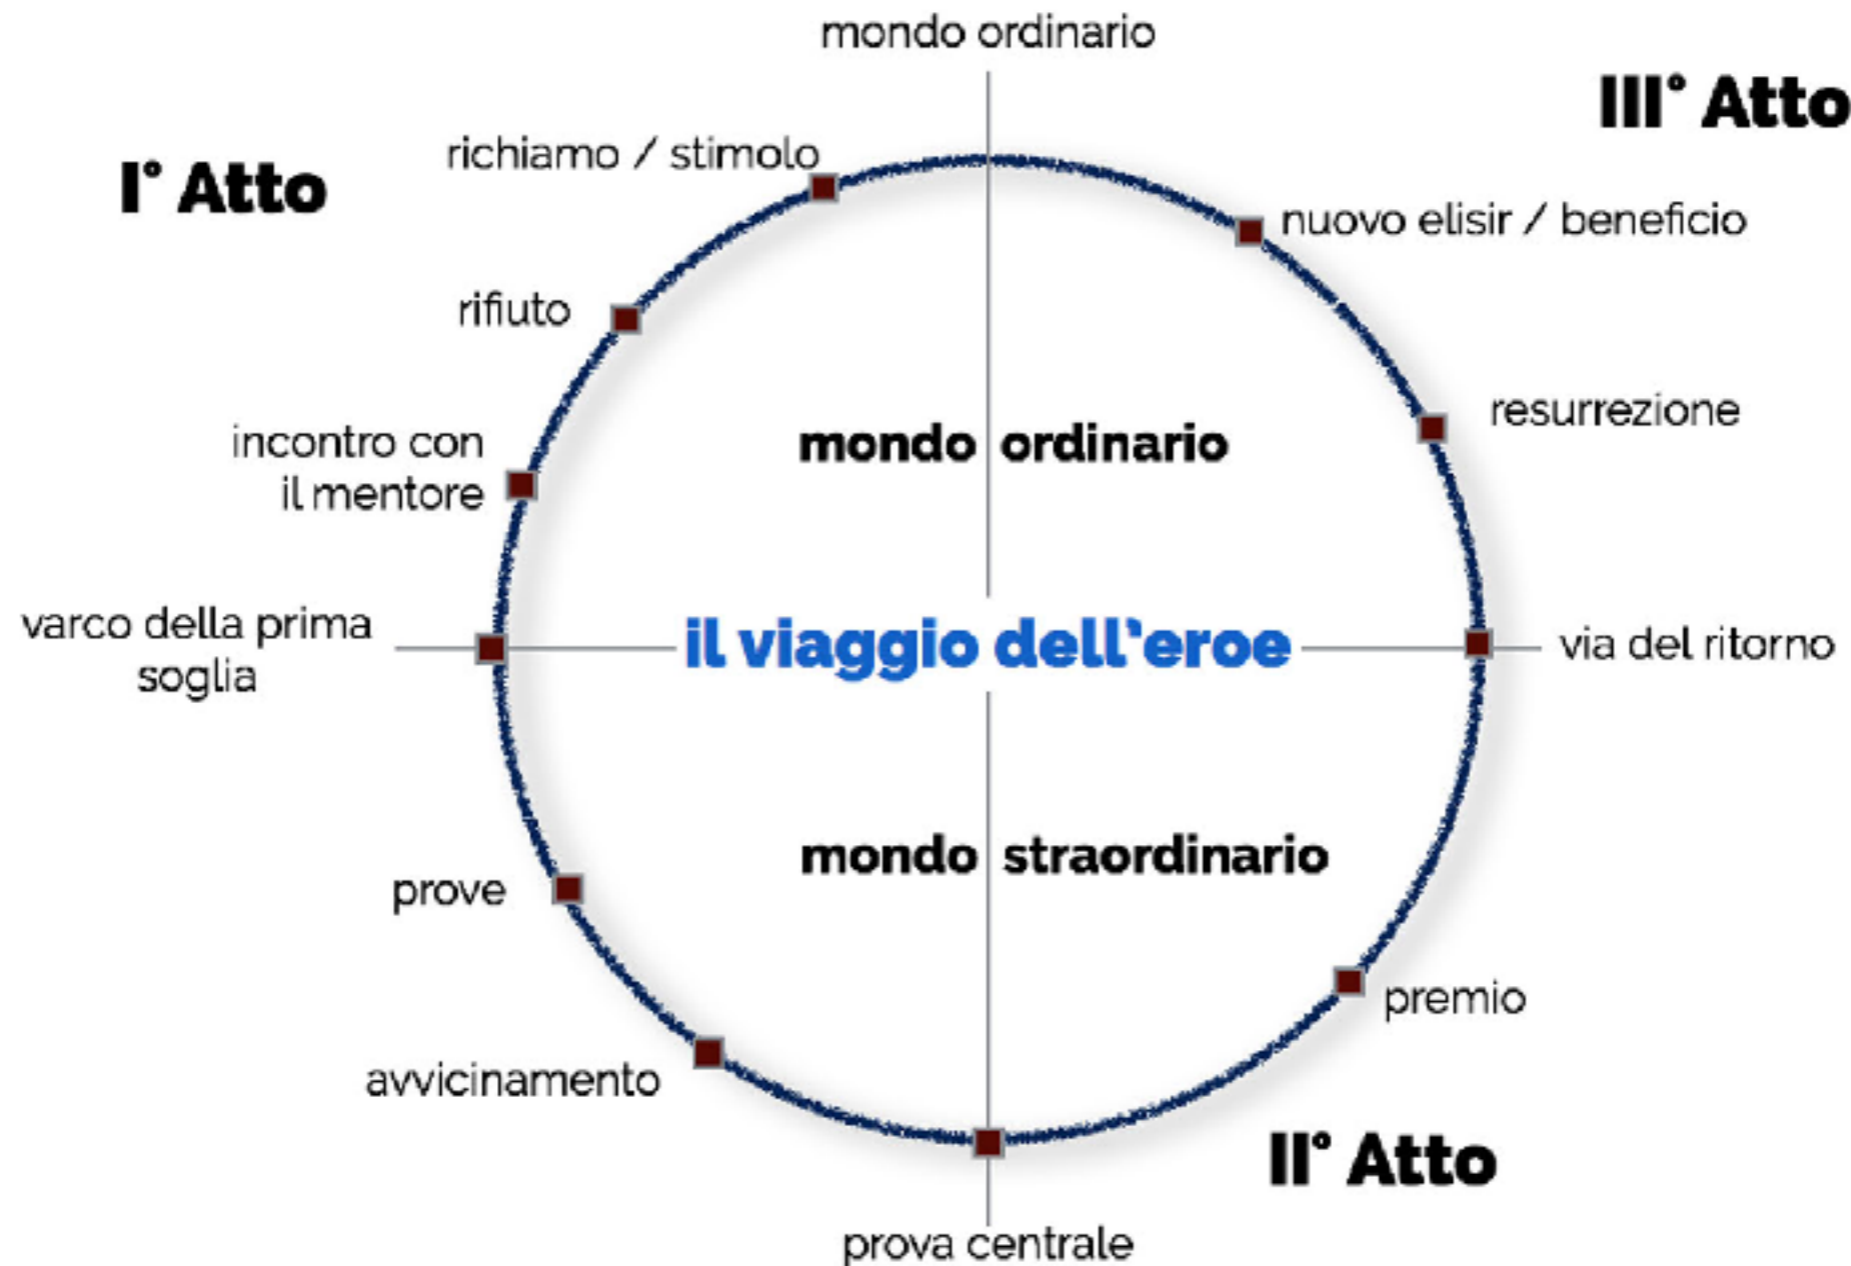 mondo ordinario
III° Atto
richiamo / stimolo
I° Atto
nuovo elisir / beneficio
rifiuto
resurrezione
incontro con
il mentore
mondo ordinario
varco della prima
soglia
il viaggio dell'eroe
via del ritorno
mondo straordinario
prove
premio
avvicinamento
II° Atto
prova centrale